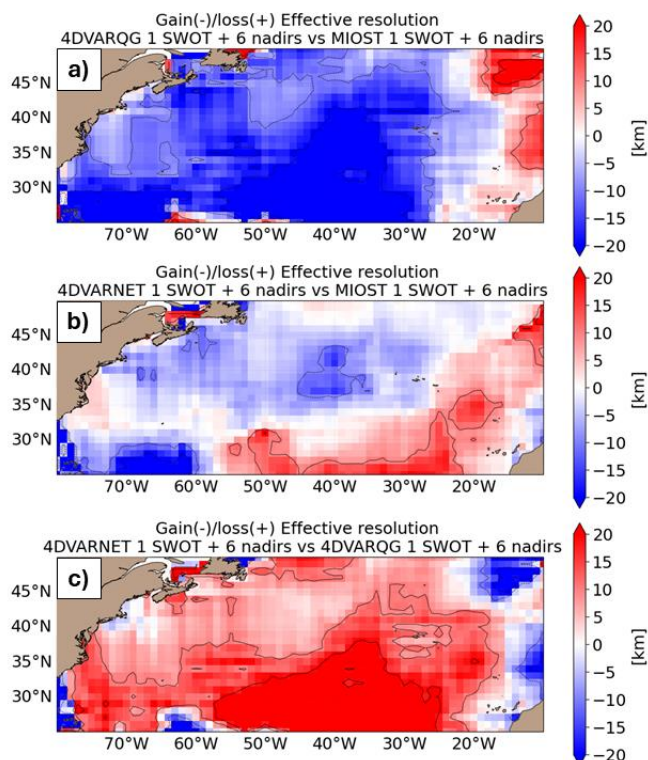 Gain(-)/loss(+) Effective resolution
4DVARQG 1 SWOT + 6 nadirs vs MIOST 1 SWOT + 6 nadirs
a)
45°N
40°N
35°N
30°N
70°W 60°W 50°W 40°W 30°W 20°W
20
15
10
5
0
−5
−10
−15
−20
[km]
Gain(-)/loss(+) Effective resolution
4DVARNET 1 SWOT + 6 nadirs vs MIOST 1 SWOT + 6 nadirs
b)
45°N
40°N
35°N
30°N
70°W 60°W 50°W 40°W 30°W 20°W
20
15
10
5
0
−5
−10
−15
−20
[km]
Gain(-)/loss(+) Effective resolution
4DVARNET 1 SWOT + 6 nadirs vs 4DVARQG 1 SWOT + 6 nadirs
c)
45°N
40°N
35°N
30°N
70°W 60°W 50°W 40°W 30°W 20°W
20
15
10
5
0
−5
−10
−15
−20
[km]